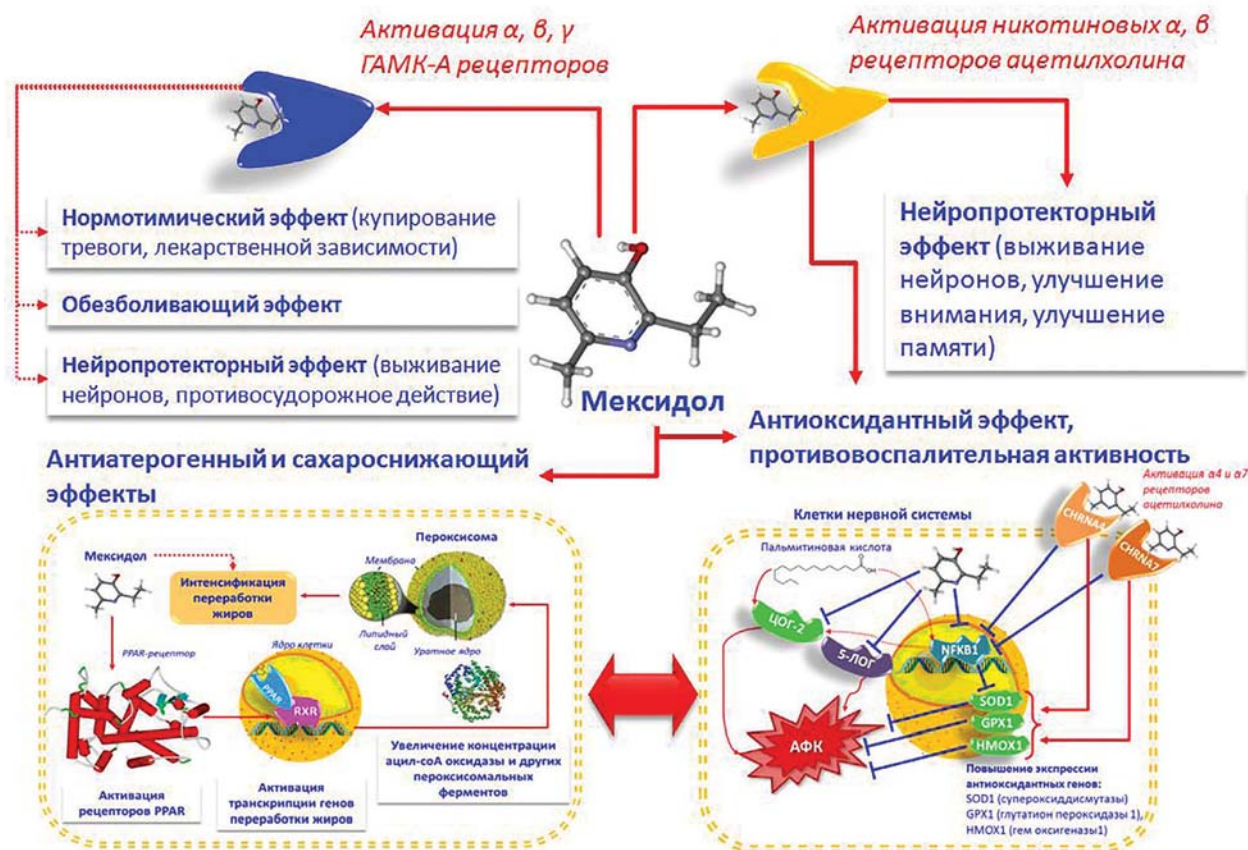 Активация α, β, γ
ГАМК-А рецепторов
Активация никотиновых α, β
рецепторов ацетилхолина
Нормотимический эффект (купирование
тревоги, лекарственной зависимости)
Обезболивающий эффект
Нейропротекторный эффект (выживание
нейронов, противосудорожное действие)
Мексидол
Нейропротекторный
эффект (выживание
нейронов, улучшение
внимания, улучшение
памяти)
Антиатерогенный и сахароснижающий
эффекты
Мексидол
Интенсификация
переработки
жиров
Пероксисома
Мембрана
Липидный
слой
Уратное ядро
PPAR-рецептор
Ядро клетки
PPAR
RXR
Активация
рецепторов PPAR
Активация
транскрипции генов
переработки жиров
Увеличение концентрации
ацил-соА оксидазы и других
пероксисомальных
ферментов
Антиоксидантный эффект,
противовоспалительная активность
Активация α4 и α7
рецепторов
ацетилхолина
Клетки нервной системы
CHRNA4
CHRNA7
Пальмитиновая кислота
OH
ЦОГ-2
5-ЛОГ
NFKB1
SOD1
GPX1
HMOX1
АФК
Повышение экспрессии
антиоксидантных генов:
SOD1 (супероксиддисмутазы)
GPX1 (глутатион пероксидазы 1),
HMOX1 (гем оксигеназы1)